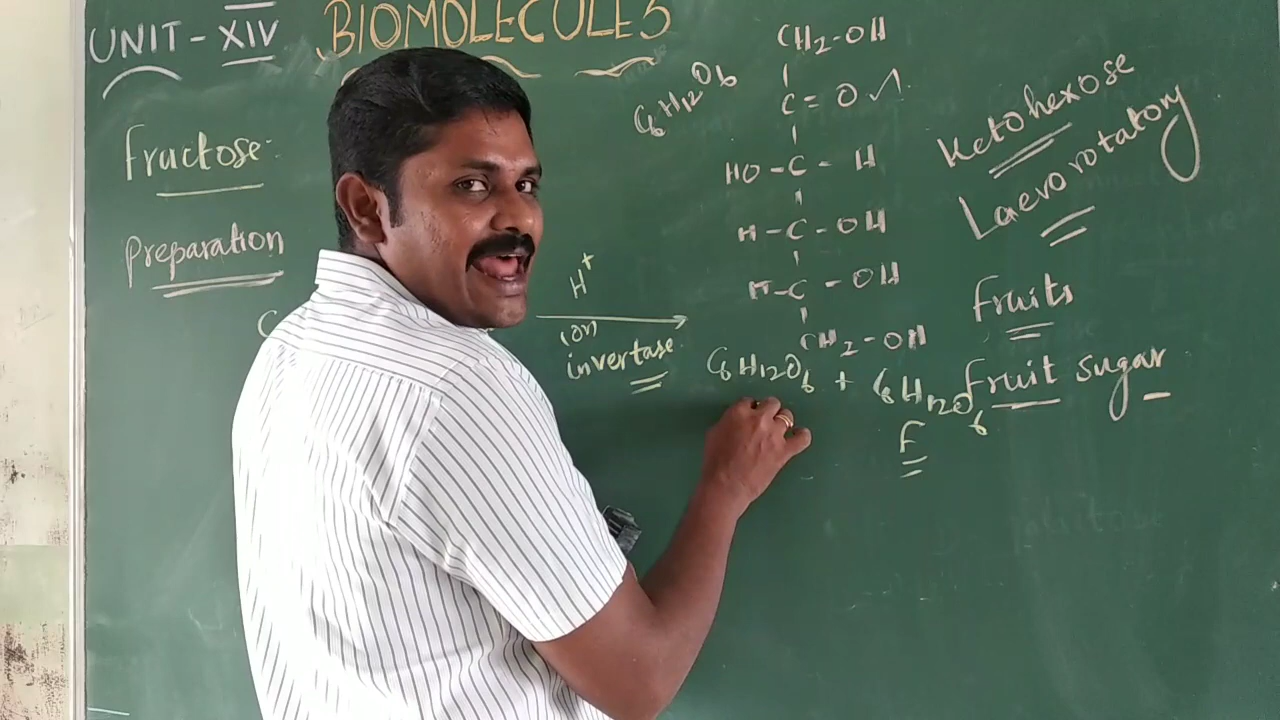 UNIT - XIV BIOMOLECULES
Fructose:
Preparation
C
H+
(or)
invertase
C6H12O6 + C6H12O6
F
C6H12O6
CH2-OH
C=O ✓
HO-C-H
H-C-OH
H-C-OH
CH2-OH
Ketohexose
Laevorotatory
fruits
fruit sugar